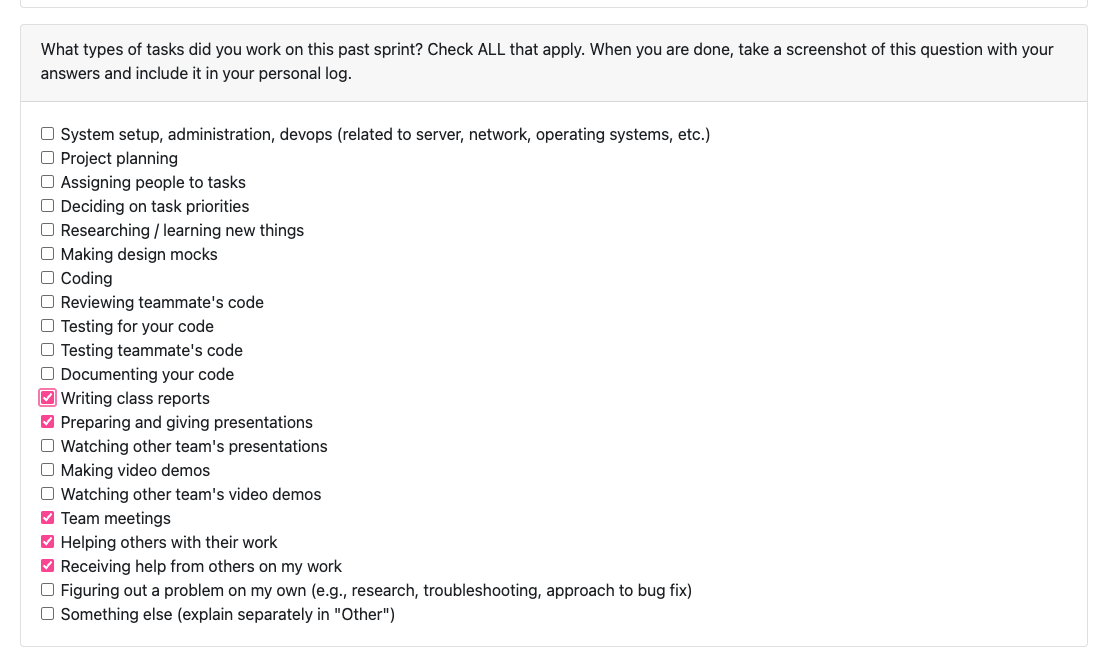 What types of tasks did you work on this past sprint? Check ALL that apply. When you are done, take a screenshot of this question with your
answers and include it in your personal log.
System setup, administration, devops (related to server, network, operating systems, etc.)
Project planning
Assigning people to tasks
Deciding on task priorities
Researching / learning new things
Making design mocks
Coding
Reviewing teammate's code
Testing for your code
Testing teammate's code
Documenting your code
Writing class reports
Preparing and giving presentations
Watching other team's presentations
Making video demos
Watching other team's video demos
Team meetings
Helping others with their work
Receiving help from others on my work
Figuring out a problem on my own (e.g., research, troubleshooting, approach to bug fix)
Something else (explain separately in "Other")